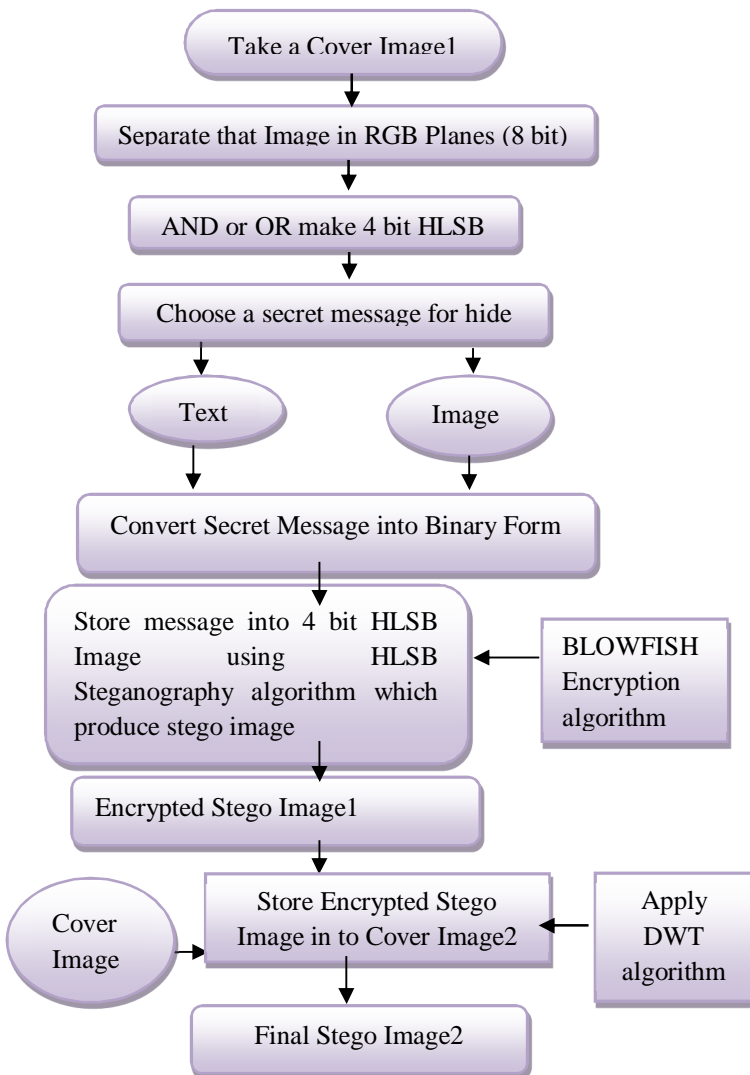 Take a Cover Image1
Separate that Image in RGB Planes (8 bit)
AND or OR make 4 bit HLSB
Choose a secret message for hide
Text
Image
Convert Secret Message into Binary Form
Store message into 4 bit HLSB
Image using HLSB
Steganography algorithm which
produce stego image
BLOWFISH
Encryption
algorithm
Encrypted Stego Image1
Cover
Image
Store Encrypted Stego
Image in to Cover Image2
Apply
DWT
algorithm
Final Stego Image2